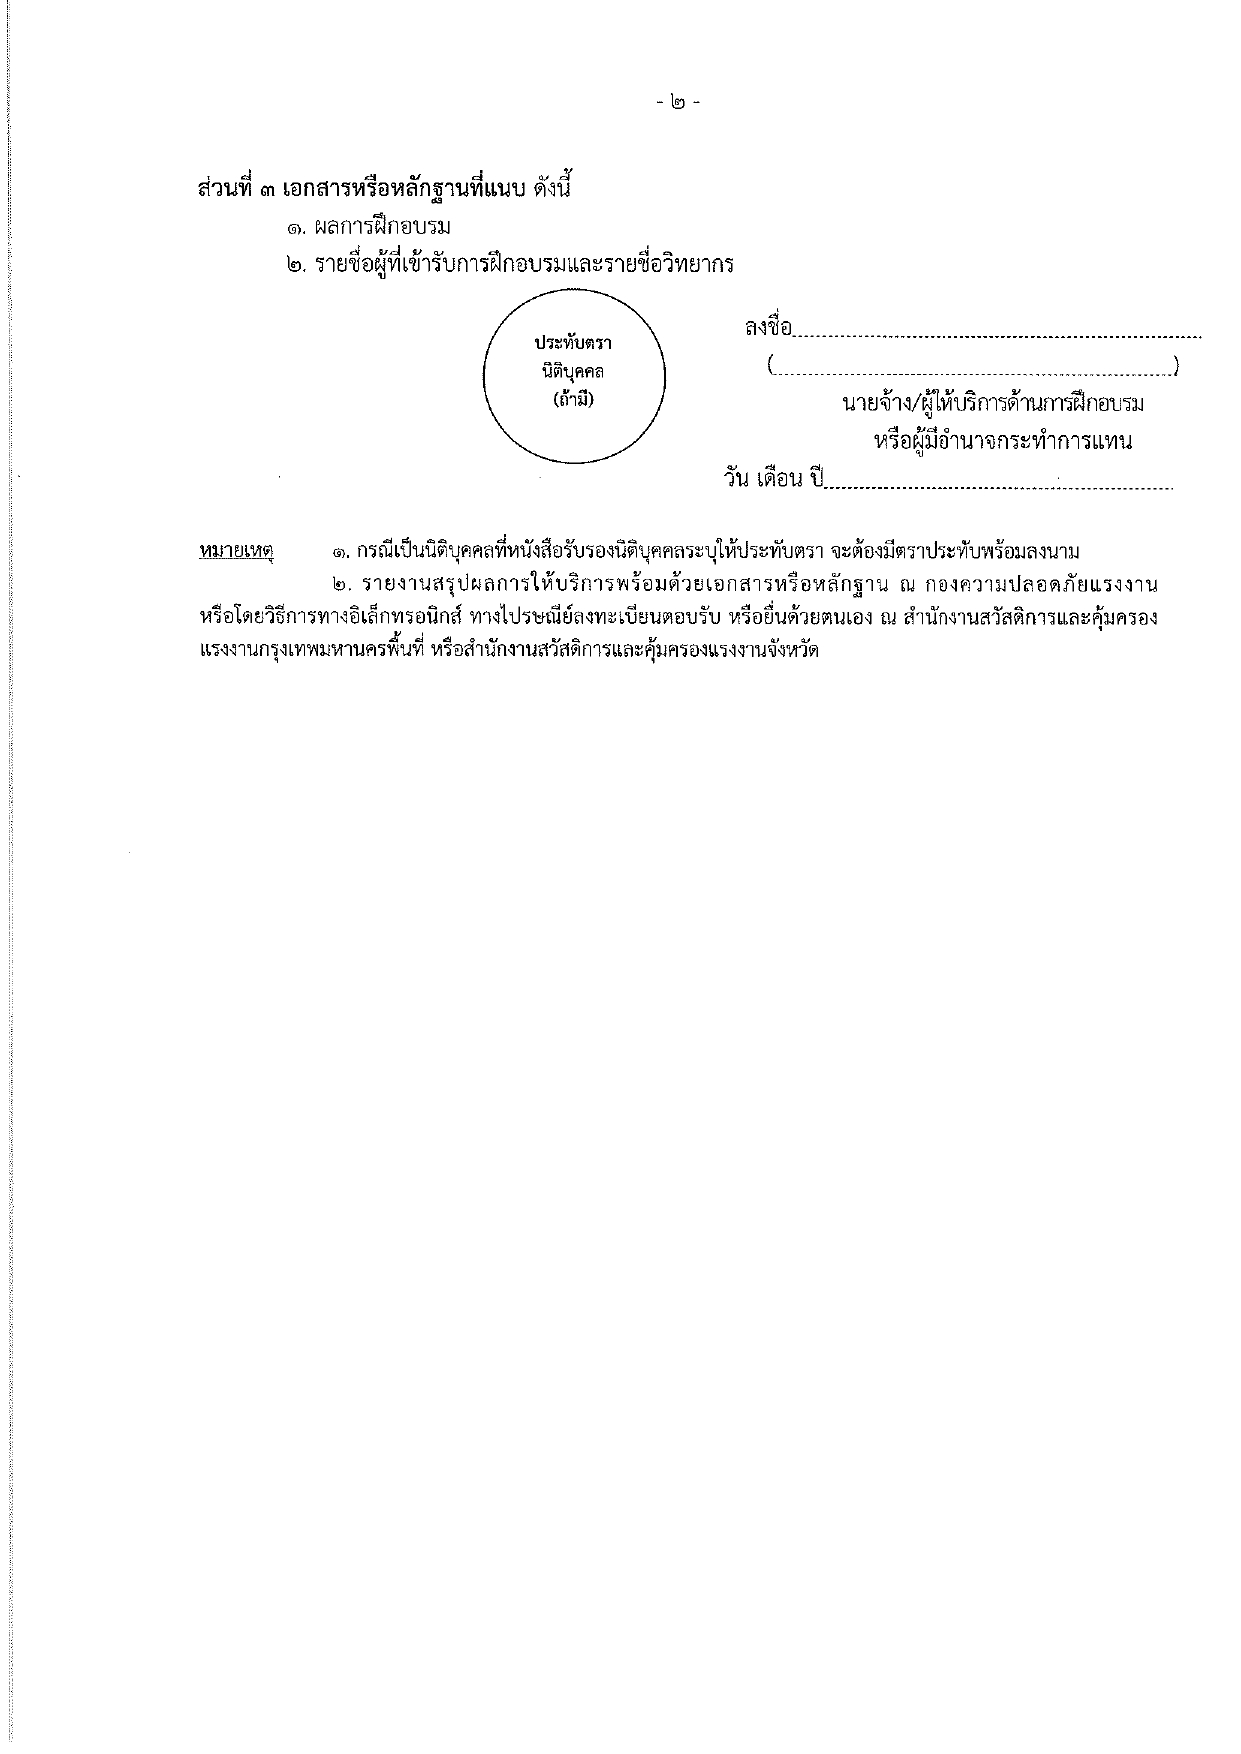 - ๒ -
ส่วนที่ ๓ เอกสารหรือหลักฐานที่แนบ ดังนี้
๑. ผลการฝึกอบรม
๒. รายชื่อผู้ที่เข้ารับการฝึกอบรมและรายชื่อวิทยากร
ประทับตรา
นิติบุคคล
(ถ้ามี)
ลงชื่อ
(
)
นายจ้าง/ผู้ให้บริการด้านการฝึกอบรม
หรือผู้มีอำนาจกระทำการแทน
วัน เดือน ปี
หมายเหตุ ๑. กรณีเป็นนิติบุคคลที่หนังสือรับรองนิติบุคคลระบุให้ประทับตรา จะต้องมีตราประทับพร้อมลงนาม
๒. รายงานสรุปผลการให้บริการพร้อมด้วยเอกสารหรือหลักฐาน ณ กองความปลอดภัยแรงงาน
หรือโดยวิธีการทางอิเล็กทรอนิกส์ ทางไปรษณีย์ลงทะเบียนตอบรับ หรือยื่นด้วยตนเอง ณ สำนักงานสวัสดิการและคุ้มครอง
แรงงานกรุงเทพมหานครพื้นที่ หรือสำนักงานสวัสดิการและคุ้มครองแรงงานจังหวัด